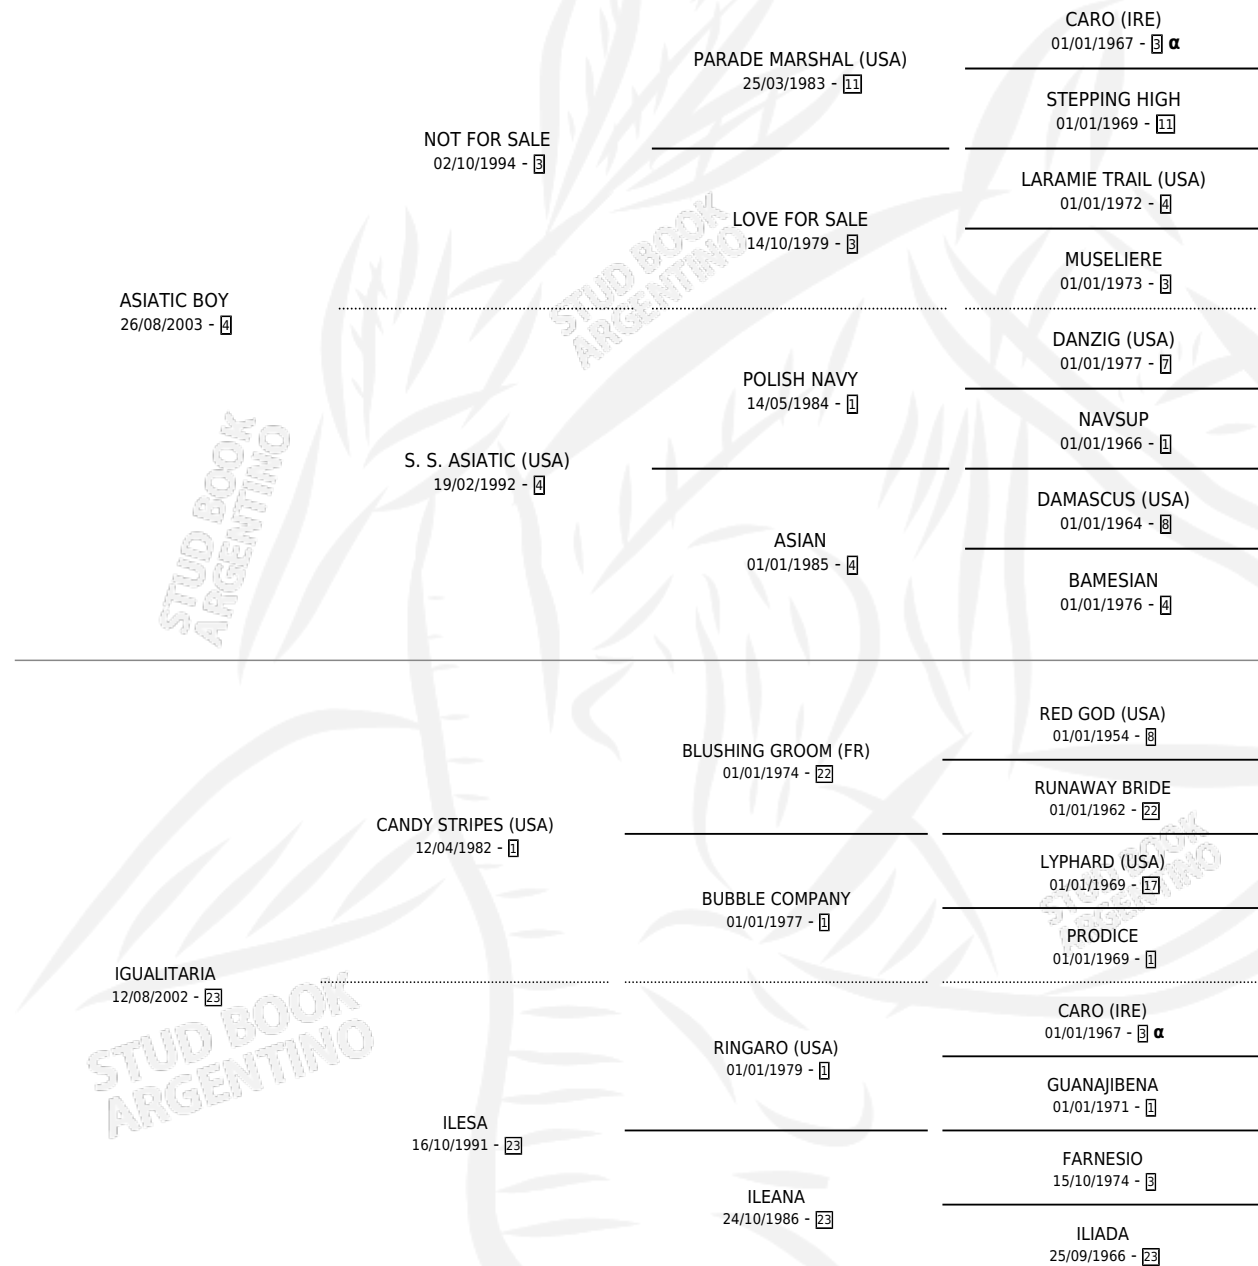 CARO (IRE)
01/01/1967 - 3 α
PARADE MARSHAL (USA)
25/03/1983 - 11
STEPPING HIGH
01/01/1969 - 11
NOT FOR SALE
02/10/1994 - 3
LARAMIE TRAIL (USA)
01/01/1972 - 4
LOVE FOR SALE
14/10/1979 - 3
MUSELIERE
01/01/1973 - 3
ASIATIC BOY
26/08/2003 - 4
DANZIG (USA)
01/01/1977 - 7
POLISH NAVY
14/05/1984 - 1
NAVSUP
01/01/1966 - 1
S. S. ASIATIC (USA)
19/02/1992 - 4
DAMASCUS (USA)
01/01/1964 - 8
ASIAN
01/01/1985 - 4
BAMESIAN
01/01/1976 - 4
RED GOD (USA)
01/01/1954 - 8
BLUSHING GROOM (FR)
01/01/1974 - 22
RUNAWAY BRIDE
01/01/1962 - 22
CANDY STRIPES (USA)
12/04/1982 - 1
LYPHARD (USA)
01/01/1969 - 17
BUBBLE COMPANY
01/01/1977 - 1
PRODICE
01/01/1969 - 1
IGUALITARIA
12/08/2002 - 23
CARO (IRE)
01/01/1967 - 3 α
RINGARO (USA)
01/01/1979 - 1
GUANAJIBENA
01/01/1971 - 1
ILESA
16/10/1991 - 23
FARNESIO
15/10/1974 - 3
ILEANA
24/10/1986 - 23
ILIADA
25/09/1966 - 23
STUD BOOK
ARGENTINO
STUD BOOK
ARGENTINO
STUD BOOK
ARGENTINO
STUD BOOK
ARGENTINO